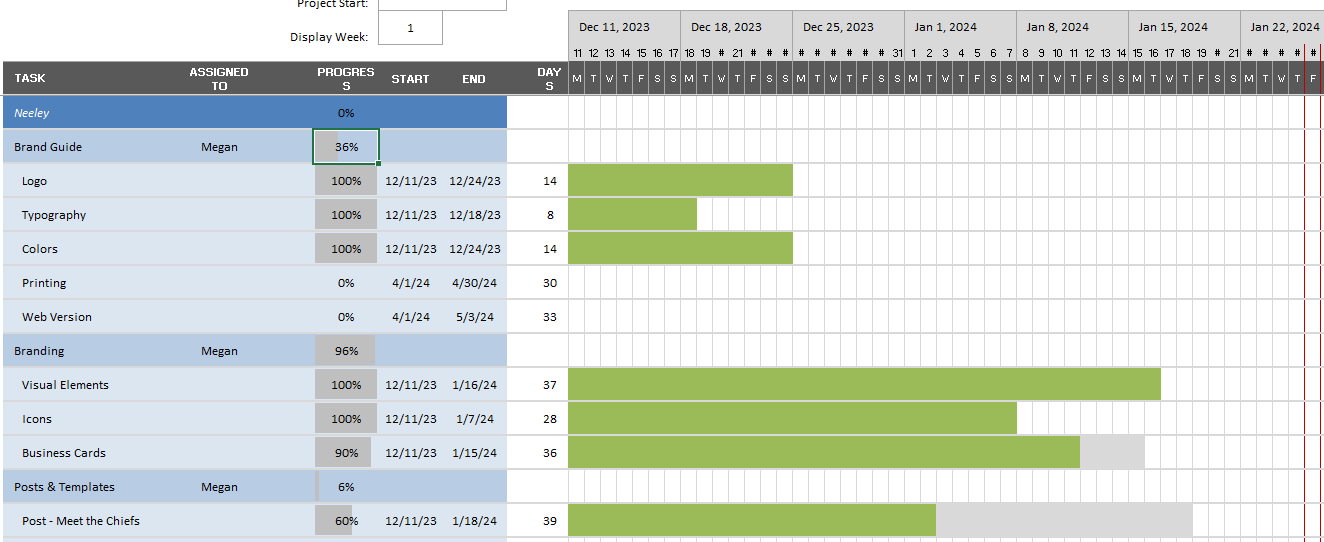 Project Start:
Display Week: 1
Dec 11, 2023 Dec 18, 2023 Dec 25, 2023 Jan 1, 2024 Jan 8, 2024 Jan 15, 2024 Jan 22, 2024
11 12 13 14 15 16 17 18 19 # 21 # # # # # # # # # 31 1 2 3 4 5 6 7 8 9 10 11 12 13 14 15 16 17 18 19 # 21 # # # # #
TASK ASSIGNED TO PROGRESS START END DAYS M T W T F S S M T W T F S S M T W T F S S M T W T F S S M T W T F S S M T W T F S S M T W T F
Neeley 0%
Brand Guide Megan 36%
Logo 100% 12/11/23 12/24/23 14
Typography 100% 12/11/23 12/18/23 8
Colors 100% 12/11/23 12/24/23 14
Printing 0% 4/1/24 4/30/24 30
Web Version 0% 4/1/24 5/3/24 33
Branding Megan 96%
Visual Elements 100% 12/11/23 1/16/24 37
Icons 100% 12/11/23 1/7/24 28
Business Cards 90% 12/11/23 1/15/24 36
Posts & Templates Megan 6%
Post - Meet the Chiefs 60% 12/11/23 1/18/24 39